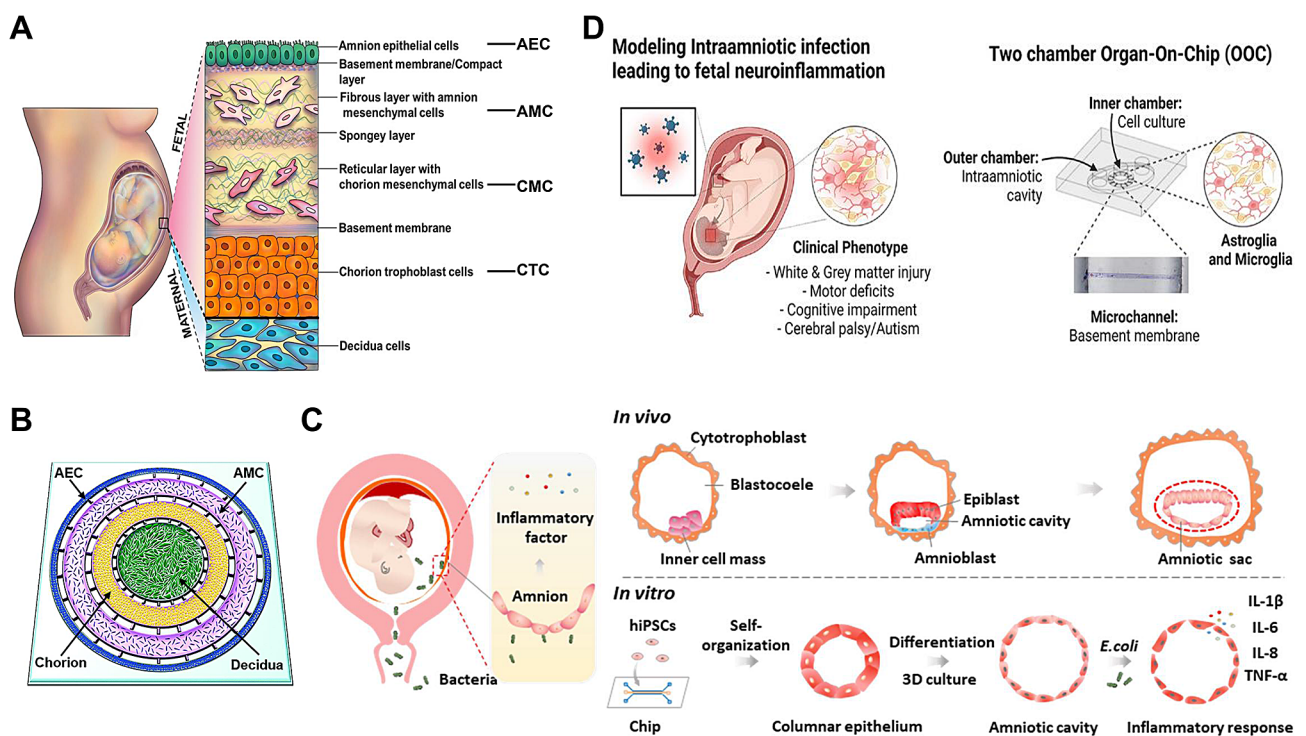 A
Amnion epithelial cells
AEC
Basement membrane/Compact
layer
Fibrous layer with amnion
mesenchymal cells
AMC
Spongey layer
Reticular layer with
chorion mesenchymal cells
CMC
Basement membrane
Chorion trophoblast cells
CTC
Decidua cells
FETAL
MATERNAL
D
Modeling Intraamniotic infection
leading to fetal neuroinflammation
Clinical Phenotype
- White & Grey matter injury
- Motor deficits
- Cognitive impairment
- Cerebral palsy/Autism
Two chamber Organ-On-Chip (OOC)
Inner chamber:
Cell culture
Outer chamber:
Intraamniotic
cavity
Astroglia
and Microglia
Microchannel:
Basement membrane
B
AEC
AMC
Chorion
Decidua
C
Inflammatory
factor
Amnion
Bacteria
In vivo
Cytotrophoblast
Blastocoele
Inner cell mass
Epiblast
Amniotic cavity
Amnioblast
Amniotic sac
In vitro
hiPSCs
Chip
Self-
organization
Columnar epithelium
Differentiation
3D culture
Amniotic cavity
E.coli
IL-1β
IL-6
IL-8
TNF-α
Inflammatory response